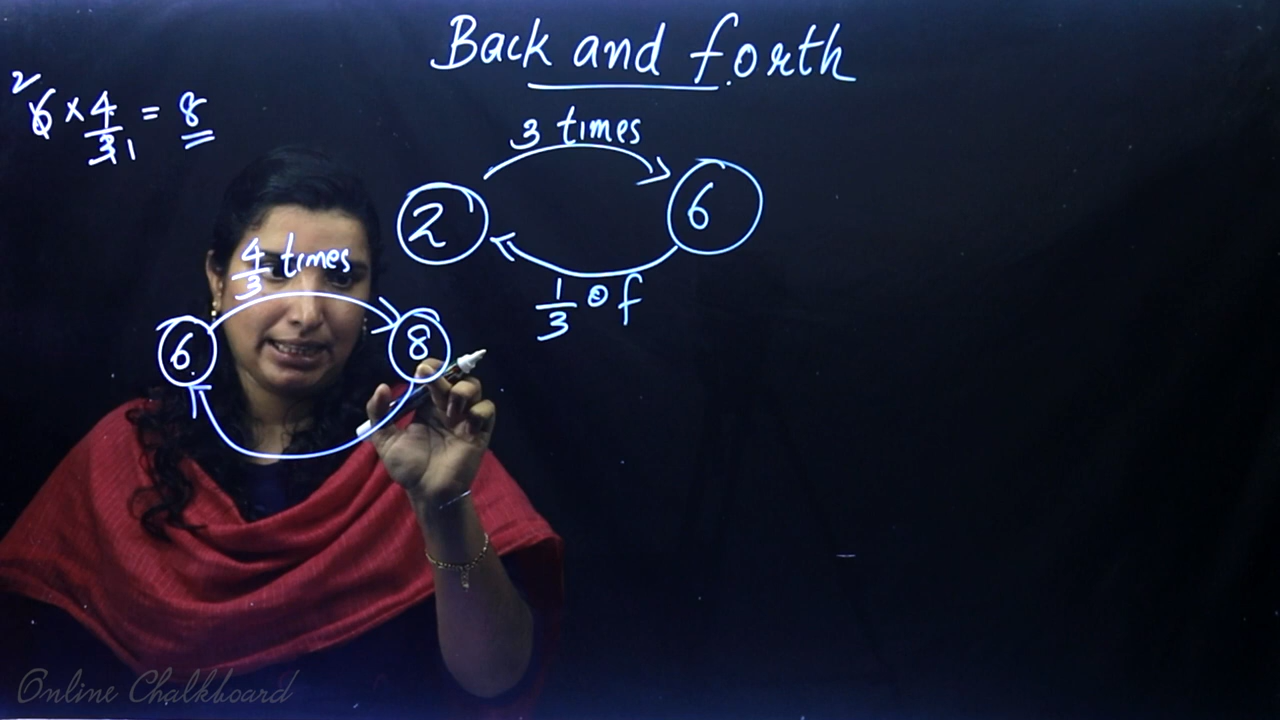 Back and forth
2
6 × 4/3 1 = 8
3 times
2
6
1/3 of
4/3 times
6
8
Online Chalkboard